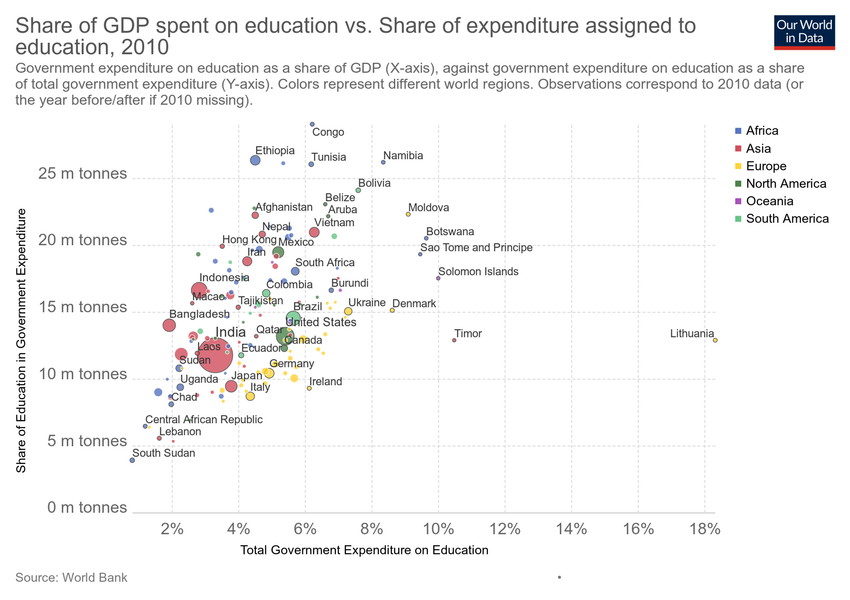 Share of GDP spent on education vs. Share of expenditure assigned to
education, 2010
Our World
in Data
Government expenditure on education as a share of GDP (X-axis), against government expenditure on education as a share
of total government expenditure (Y-axis). Colors represent different world regions. Observations correspond to 2010 data (or
the year before/after if 2010 missing).
Congo
Africa
Asia
Europe
North America
Oceania
South America
Ethiopia
Tunisia
Namibia
25 m tonnes
Bolivia
Belize
Afghanistan
Aruba
Moldova
Nepal
Vietnam
Botswana
20 m tonnes
Hong Kong
Mexico
Sao Tome and Principe
Iran
South Africa
Solomon Islands
Indonesia
Colombia
Burundi
Macao
Tajikistan
Brazil
Ukraine
Denmark
15 m tonnes
Bangladesh
India
Qatar
United States
Timor
Lithuania
Laos
Ecuador
Canada
Sudan
Germany
10 m tonnes
Uganda
Japan
Ireland
Chad
Italy
Central African Republic
Lebanon
5 m tonnes
South Sudan
0 m tonnes
2%
4%
6%
8%
10%
12%
14%
16%
18%
Share of Education in Government Expenditure
Total Government Expenditure on Education
Source: World Bank